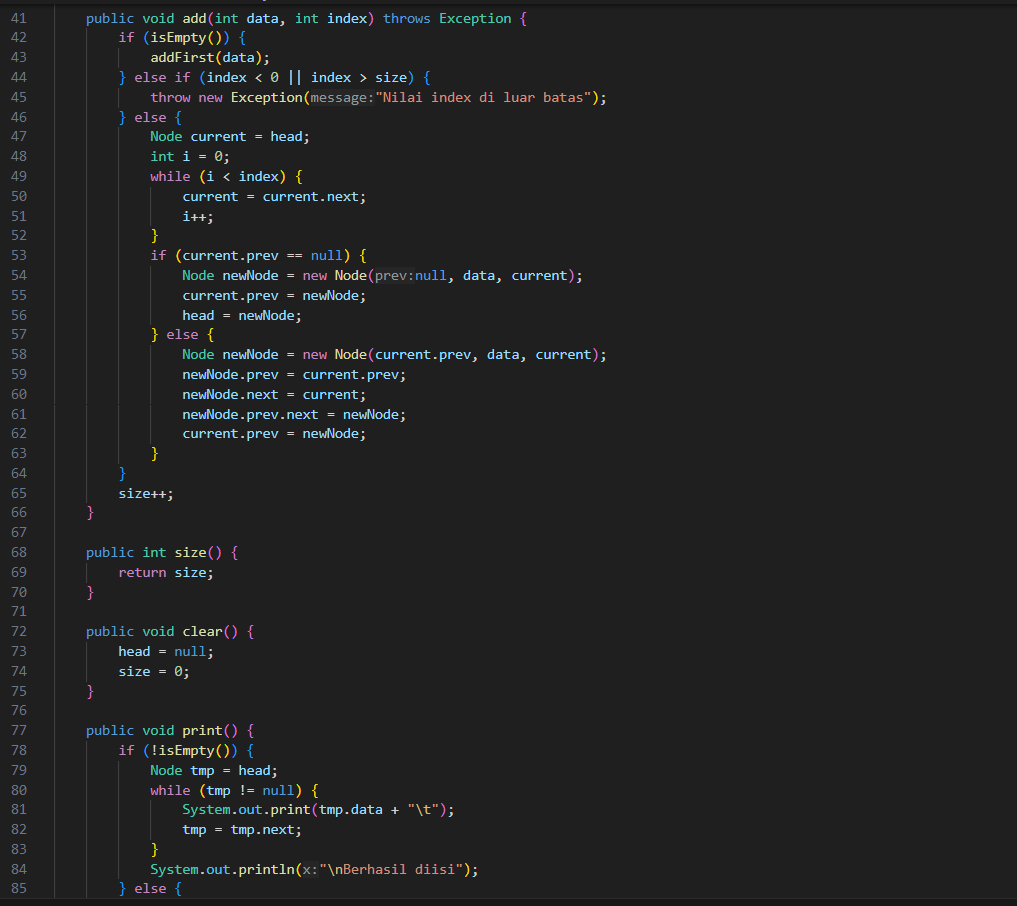 41 public void add(int data, int index) throws Exception {
42 if (isEmpty()) {
43 addFirst(data);
44 } else if (index < 0 || index > size) {
45 throw new Exception(message:"Nilai index di luar batas");
46 } else {
47 Node current = head;
48 int i = 0;
49 while (i < index) {
50 current = current.next;
51 i++;
52 }
53 if (current.prev == null) {
54 Node newNode = new Node(prev:null, data, current);
55 current.prev = newNode;
56 head = newNode;
57 } else {
58 Node newNode = new Node(current.prev, data, current);
59 newNode.prev = current.prev;
60 newNode.next = current;
61 newNode.prev.next = newNode;
62 current.prev = newNode;
63 }
64 }
65 size++;
66 }
67
68 public int size() {
69 return size;
70 }
71
72 public void clear() {
73 head = null;
74 size = 0;
75 }
76
77 public void print() {
78 if (!isEmpty()) {
79 Node tmp = head;
80 while (tmp != null) {
81 System.out.print(tmp.data + "\t");
82 tmp = tmp.next;
83 }
84 System.out.println(x:"\nBerhasil diisi");
85 } else {